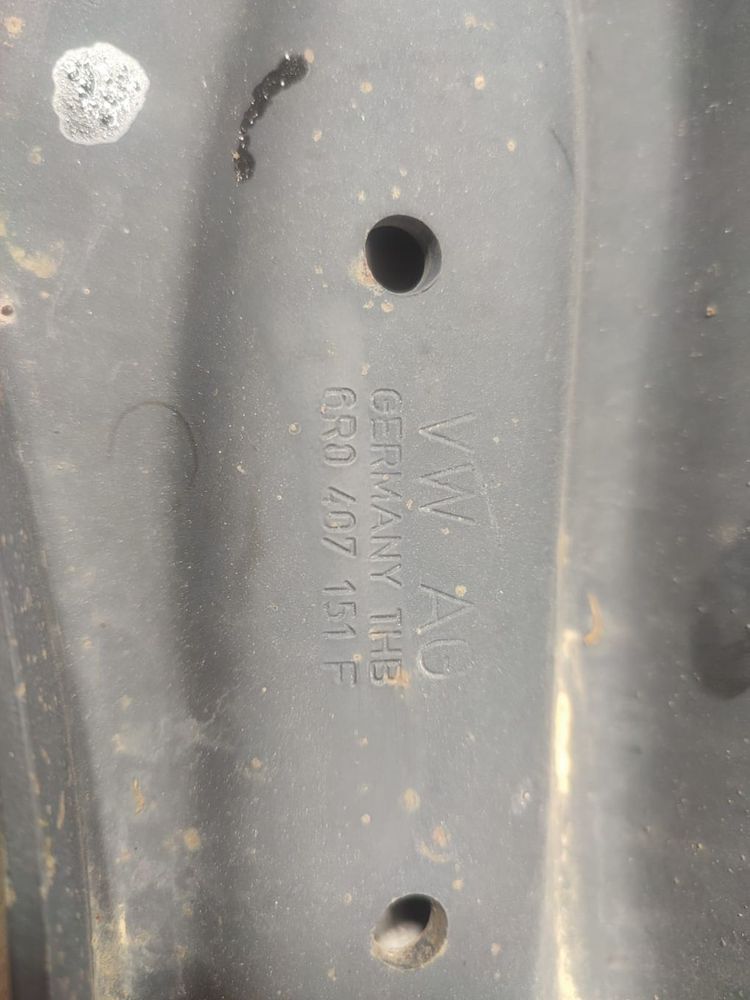 VW AG
GERMANY THB
6R0 407 151 F